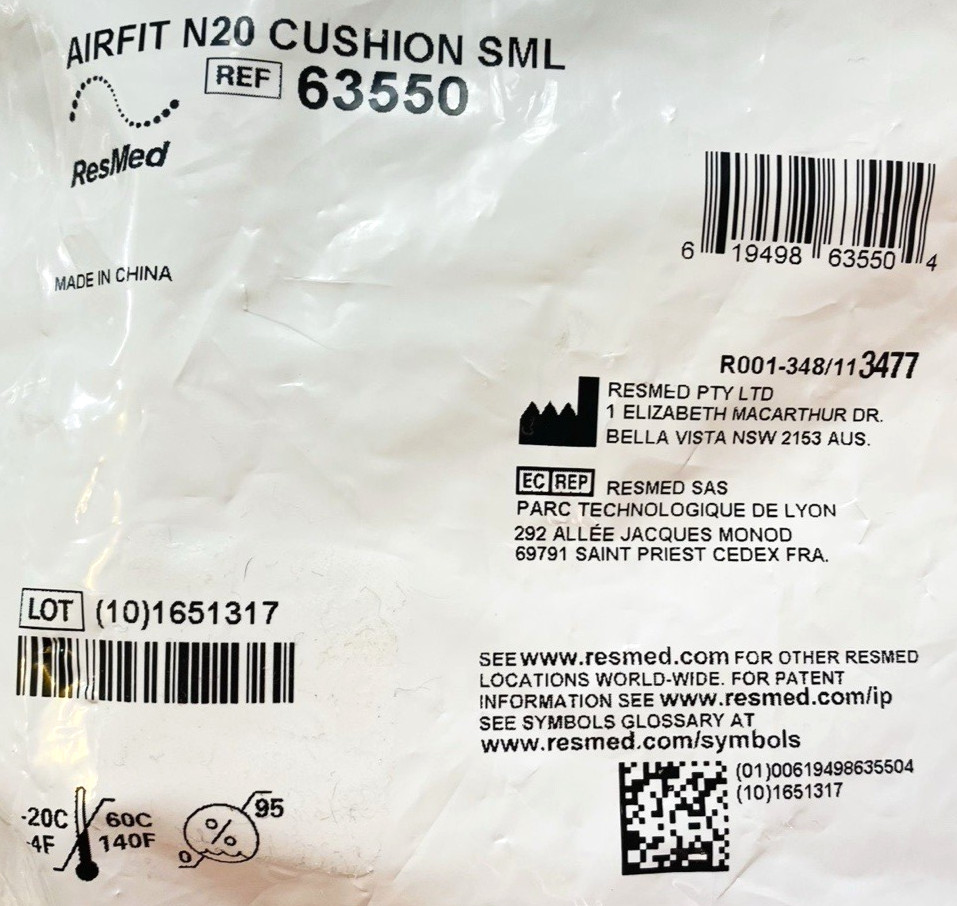 AIRFIT N20 CUSHION SML
REF 63550
ResMed
MADE IN CHINA
6 19498 63550 4
R001-348/11 3477
RESMED PTY LTD
1 ELIZABETH MACARTHUR DR.
BELLA VISTA NSW 2153 AUS.
EC REP RESMED SAS
PARC TECHNOLOGIQUE DE LYON
292 ALLÉE JACQUES MONOD
69791 SAINT PRIEST CEDEX FRA.
LOT (10)1651317
SEE www.resmed.com FOR OTHER RESMED
LOCATIONS WORLD-WIDE. FOR PATENT
INFORMATION SEE www.resmed.com/ip
SEE SYMBOLS GLOSSARY AT
www.resmed.com/symbols
(01)00619498635504
(10)1651317
-20C 60C
-4F 140F
95
%
0